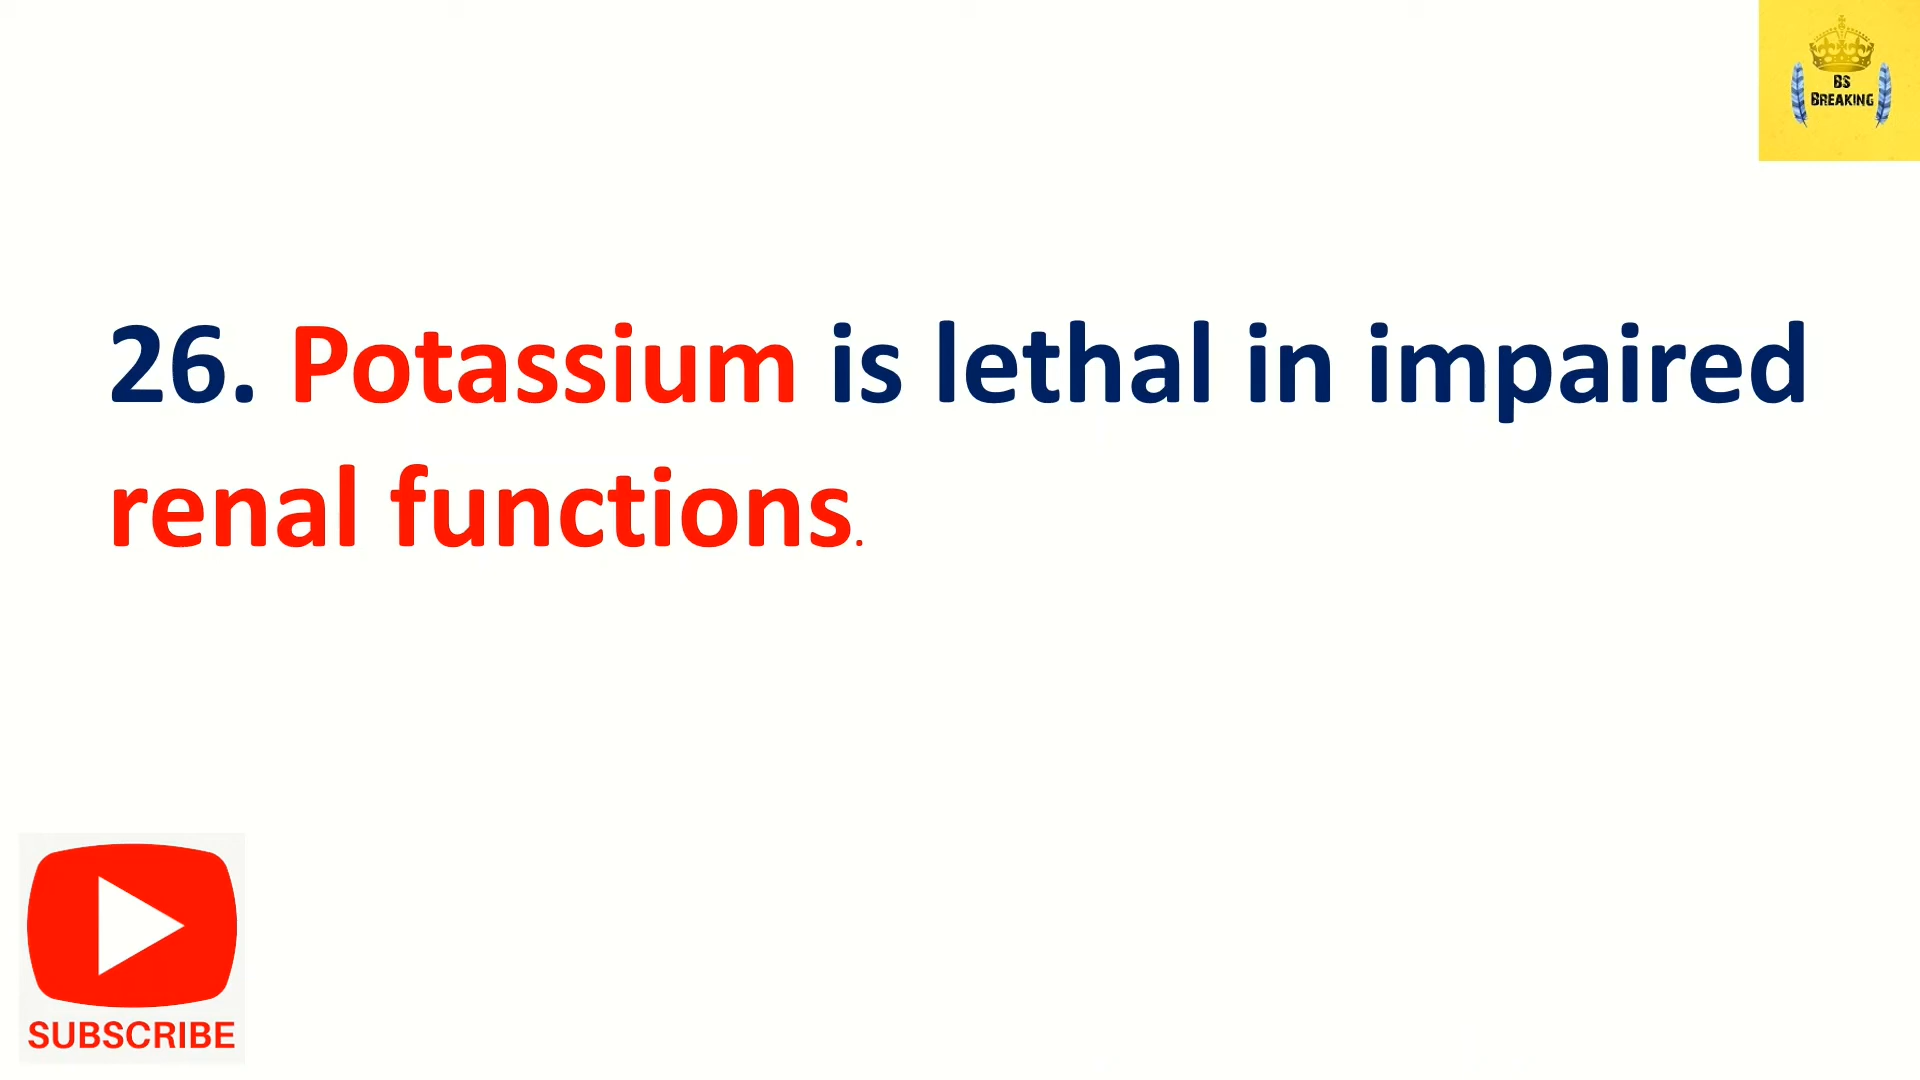 BS
BREAKING
26. Potassium is lethal in impaired
renal functions.
SUBSCRIBE